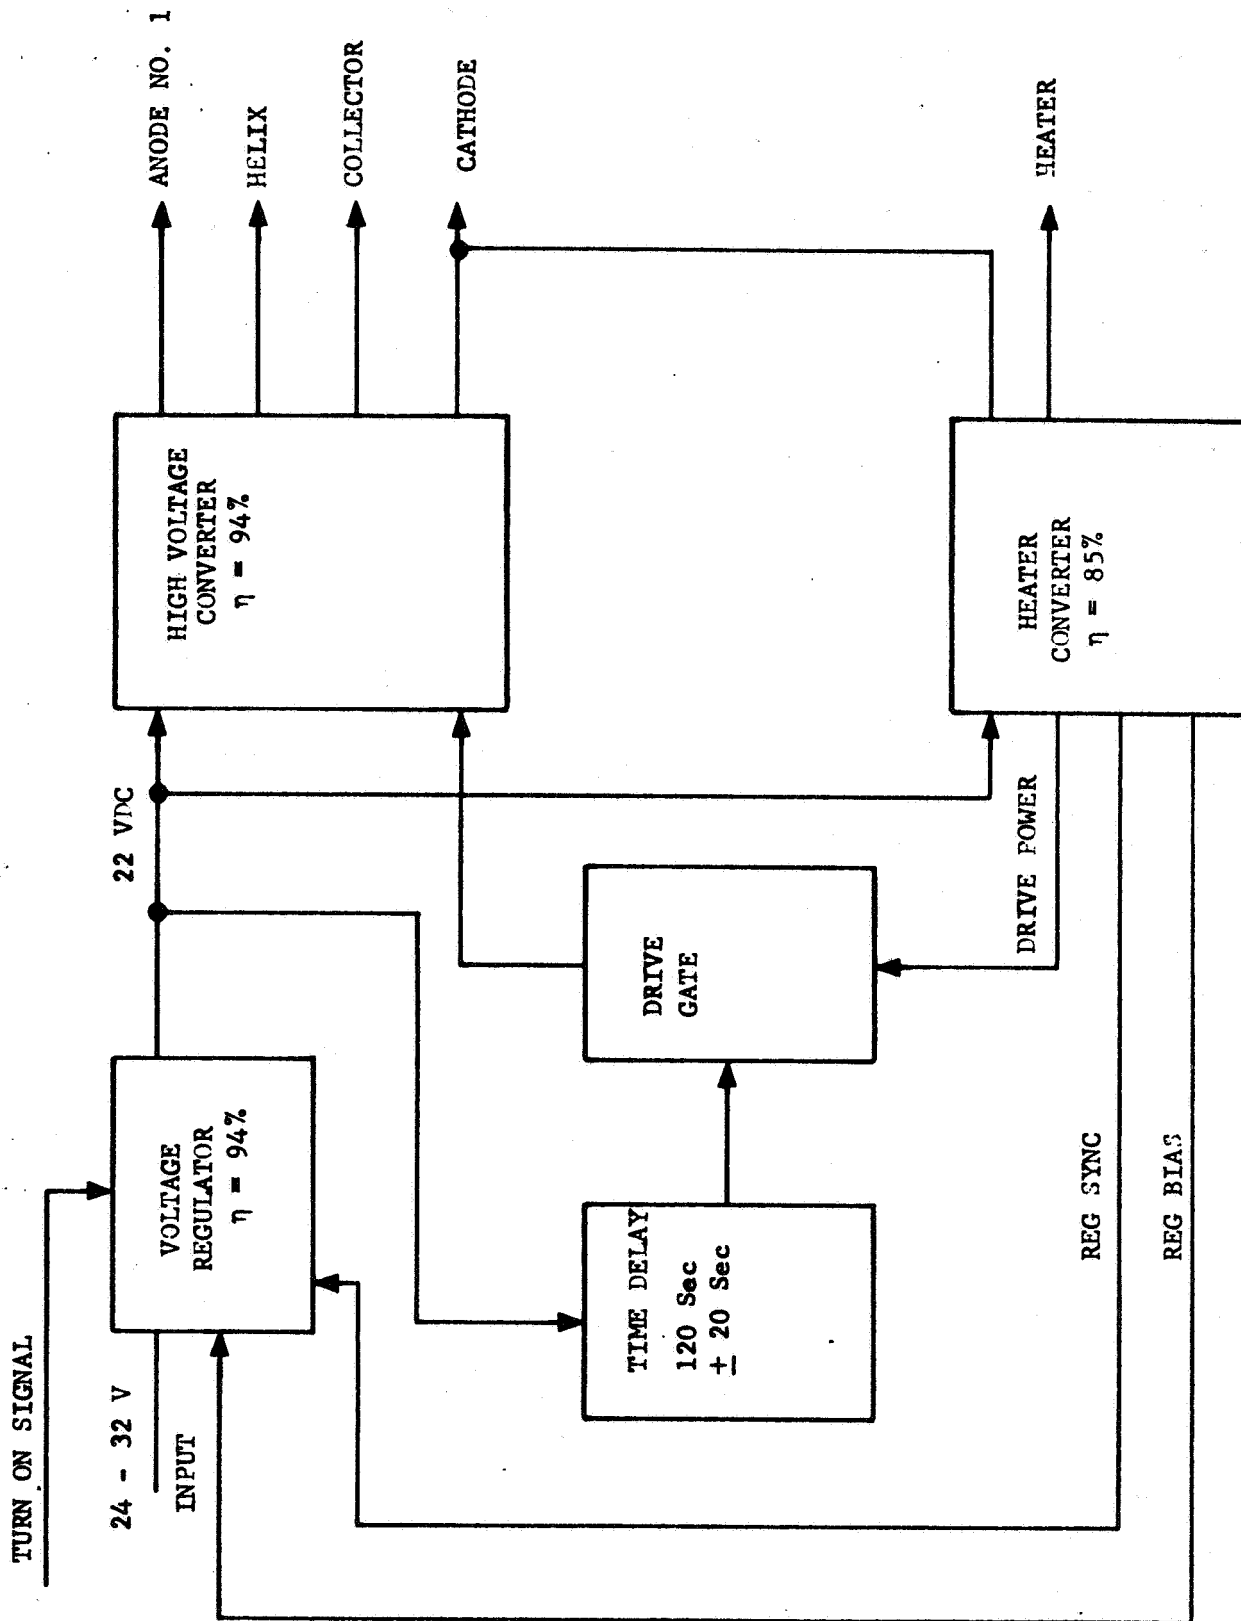 TURN ON SIGNAL
24 - 32 V
INPUT
VOLTAGE
REGULATOR
η = 94%
22 VDC
HIGH VOLTAGE
CONVERTER
η = 94%
ANODE NO. 1
HELIX
COLLECTOR
CATHODE
TIME DELAY
120 Sec
± 20 Sec
DRIVE
GATE
DRIVE POWER
HEATER
CONVERTER
η = 85%
HEATER
REG SYNC
REG BIAS